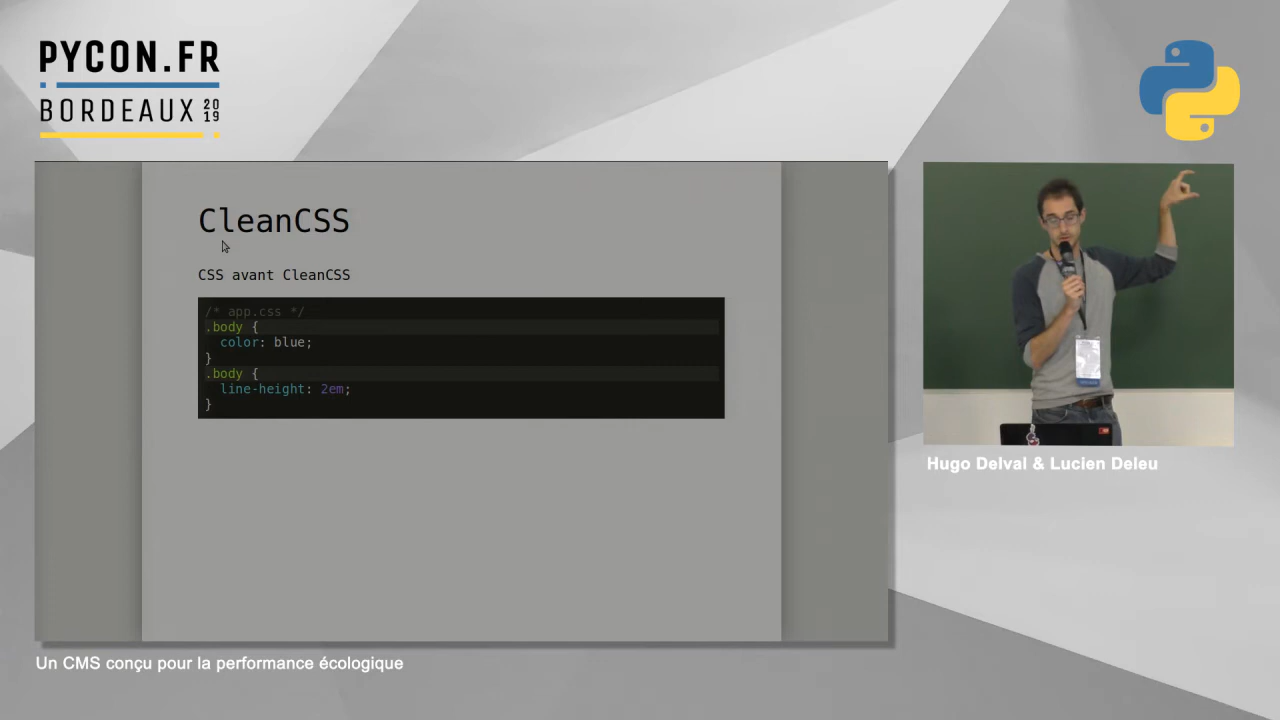 PYCON.FR
BORDEAUX 2019
CleanCSS
CSS avant CleanCSS
/* app.css */
.body {
  color: blue;
}
.body {
  line-height: 2em;
}
Hugo Delval & Lucien Deleu
Un CMS conçu pour la performance écologique